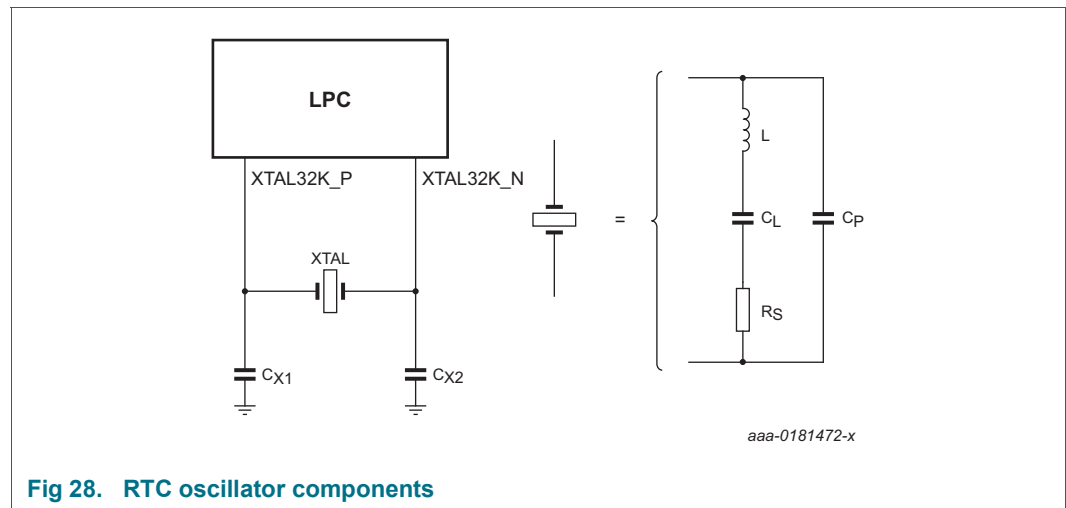 LPC
XTAL32K_P
XTAL32K_N
XTAL
CX1
CX2
=
L
CL
CP
RS
aaa-0181472-x
Fig 28. RTC oscillator components